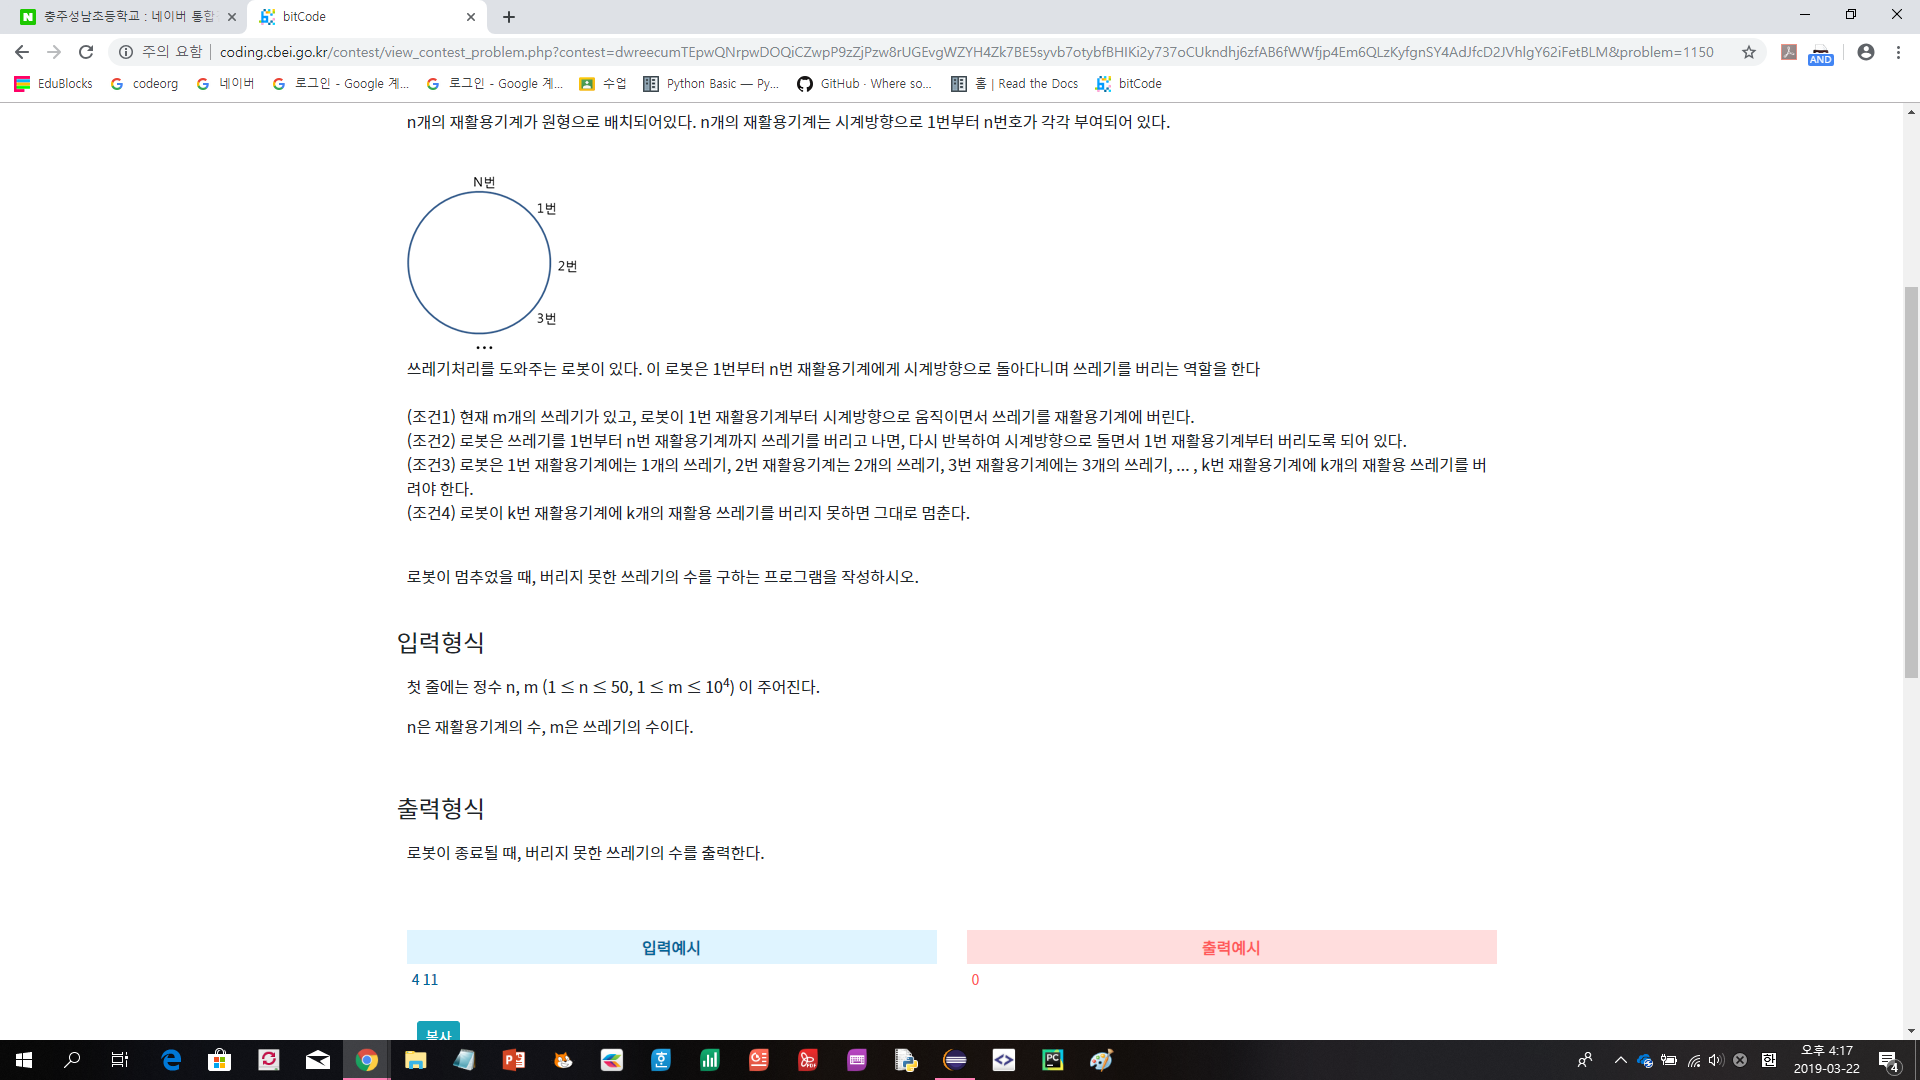 충주성남초등학교 : 네이버 통합
bitCode
주의 요함
coding.cbei.go.kr/contest/view_contest_problem.php?contest=dwreecumTEpwQNrpwDOQiCZwpP9zZjPzw8rUGEvgWZYH4Zk7BE5syvb7otybfBHIKi2y737oCUkndhj6zfAB6fWWfjp4Em6QLzKyfgnSY4AdJfcD2JVhlgY62iFetBLM&problem=1150
AND
EduBlocks
codeorg
네이버
로그인 - Google 계...
로그인 - Google 계...
수업
Python Basic — Py...
GitHub · Where so...
홈 | Read the Docs
bitCode
n개의 재활용기계가 원형으로 배치되어있다. n개의 재활용기계는 시계방향으로 1번부터 n번호가 각각 부여되어 있다.
N번
1번
2번
3번
...
쓰레기처리를 도와주는 로봇이 있다. 이 로봇은 1번부터 n번 재활용기계에게 시계방향으로 돌아다니며 쓰레기를 버리는 역할을 한다
(조건1) 현재 m개의 쓰레기가 있고, 로봇이 1번 재활용기계부터 시계방향으로 움직이면서 쓰레기를 재활용기계에 버린다.
(조건2) 로봇은 쓰레기를 1번부터 n번 재활용기계까지 쓰레기를 버리고 나면, 다시 반복하여 시계방향으로 돌면서 1번 재활용기계부터 버리도록 되어 있다.
(조건3) 로봇은 1번 재활용기계에는 1개의 쓰레기, 2번 재활용기계는 2개의 쓰레기, 3번 재활용기계에는 3개의 쓰레기, ... , k번 재활용기계에 k개의 재활용 쓰레기를 버
려야 한다.
(조건4) 로봇이 k번 재활용기계에 k개의 재활용 쓰레기를 버리지 못하면 그대로 멈춘다.
로봇이 멈추었을 때, 버리지 못한 쓰레기의 수를 구하는 프로그램을 작성하시오.
입력형식
첫 줄에는 정수 n, m (1 ≤ n ≤ 50, 1 ≤ m ≤ 10⁴) 이 주어진다.
n은 재활용기계의 수, m은 쓰레기의 수이다.
출력형식
로봇이 종료될 때, 버리지 못한 쓰레기의 수를 출력한다.
입력예시
출력예시
4 11
0
복사
오후 4:17
2019-03-22
4